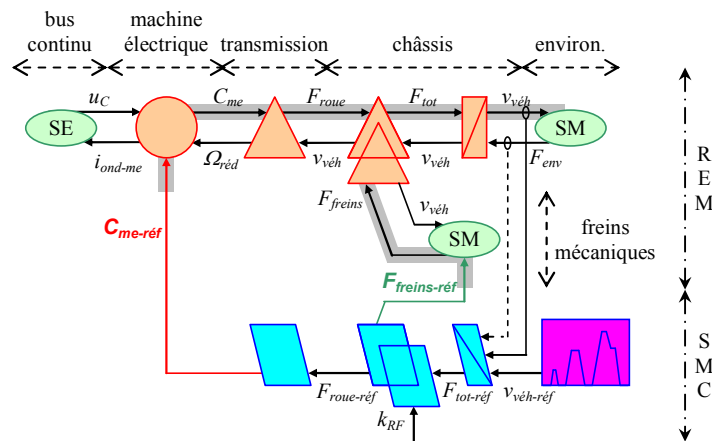 bus continu
machine électrique
transmission
châssis
environ.
u_C
C_me
F_roue
F_tot
v_véh
SE
SM
i_ond-me
Ω_réd
v_véh
v_véh
F_env
F_freins
v_véh
SM
freins
mécaniques
R
E
M
C_me-réf
F_freins-réf
F_roue-réf
F_tot-réf
v_véh-réf
k_RF
S
M
C